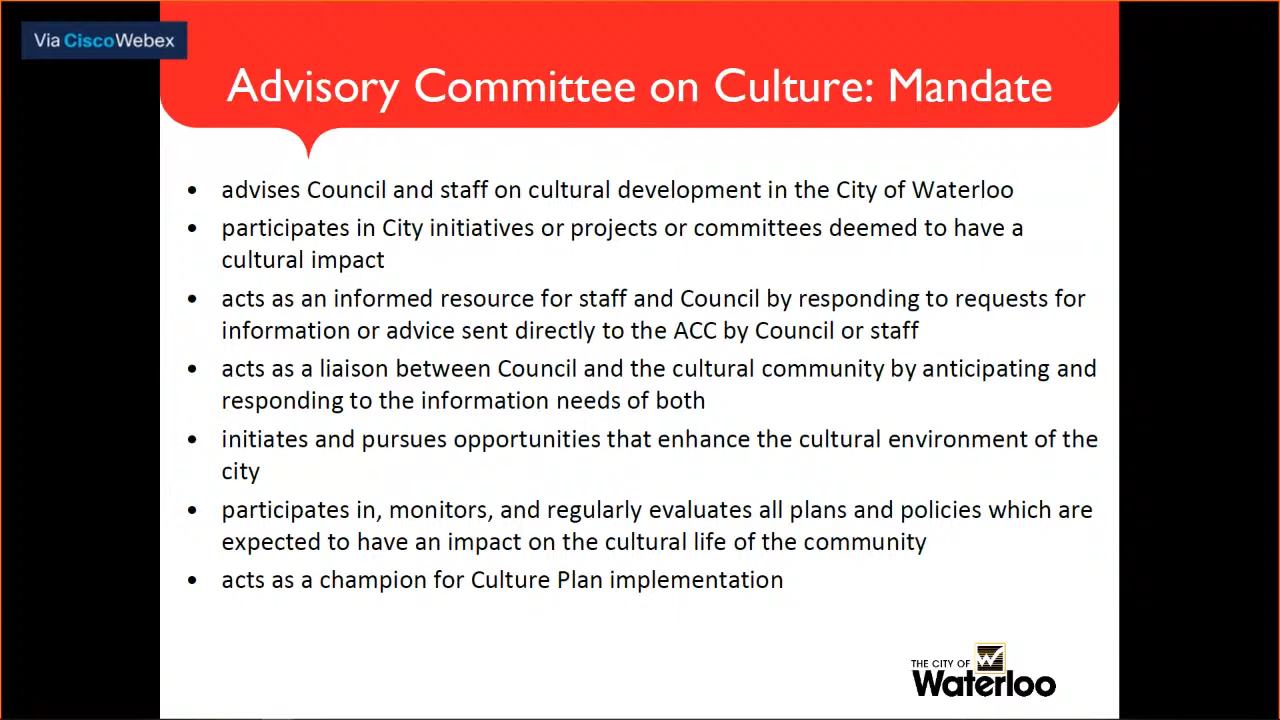 Via CiscoWebex
Advisory Committee on Culture: Mandate
• advises Council and staff on cultural development in the City of Waterloo
• participates in City initiatives or projects or committees deemed to have a
cultural impact
• acts as an informed resource for staff and Council by responding to requests for
information or advice sent directly to the ACC by Council or staff
• acts as a liaison between Council and the cultural community by anticipating and
responding to the information needs of both
• initiates and pursues opportunities that enhance the cultural environment of the
city
• participates in, monitors, and regularly evaluates all plans and policies which are
expected to have an impact on the cultural life of the community
• acts as a champion for Culture Plan implementation
THE CITY OF
Waterloo